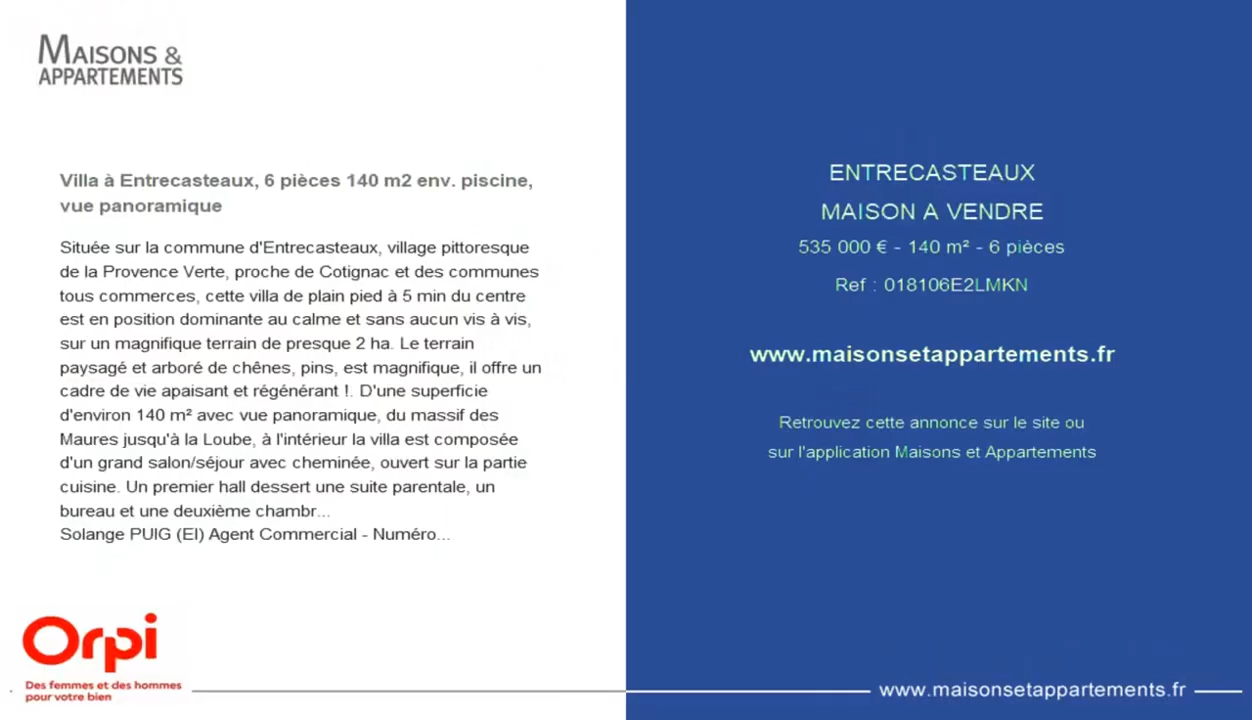 MAISONS &
APPARTEMENTS
Villa à Entrecasteaux, 6 pièces 140 m2 env. piscine,
vue panoramique
Située sur la commune d'Entrecasteaux, village pittoresque
de la Provence Verte, proche de Cotignac et des communes
tous commerces, cette villa de plain pied à 5 min du centre
est en position dominante au calme et sans aucun vis à vis,
sur un magnifique terrain de presque 2 ha. Le terrain
paysagé et arboré de chênes, pins, est magnifique, il offre un
cadre de vie apaisant et régénérant !. D'une superficie
d'environ 140 m² avec vue panoramique, du massif des
Maures jusqu'à la Loube, à l'intérieur la villa est composée
d'un grand salon/séjour avec cheminée, ouvert sur la partie
cuisine. Un premier hall dessert une suite parentale, un
bureau et une deuxième chambr...
Solange PUIG (EI) Agent Commercial - Numéro...
Orpi
Des femmes et des hommes
pour votre bien
ENTRECASTEAUX
MAISON A VENDRE
535 000 € - 140 m² - 6 pièces
Ref : 018106E2LMKN
www.maisonsetappartements.fr
Retrouvez cette annonce sur le site ou
sur l'application Maisons et Appartements
www.maisonsetappartements.fr